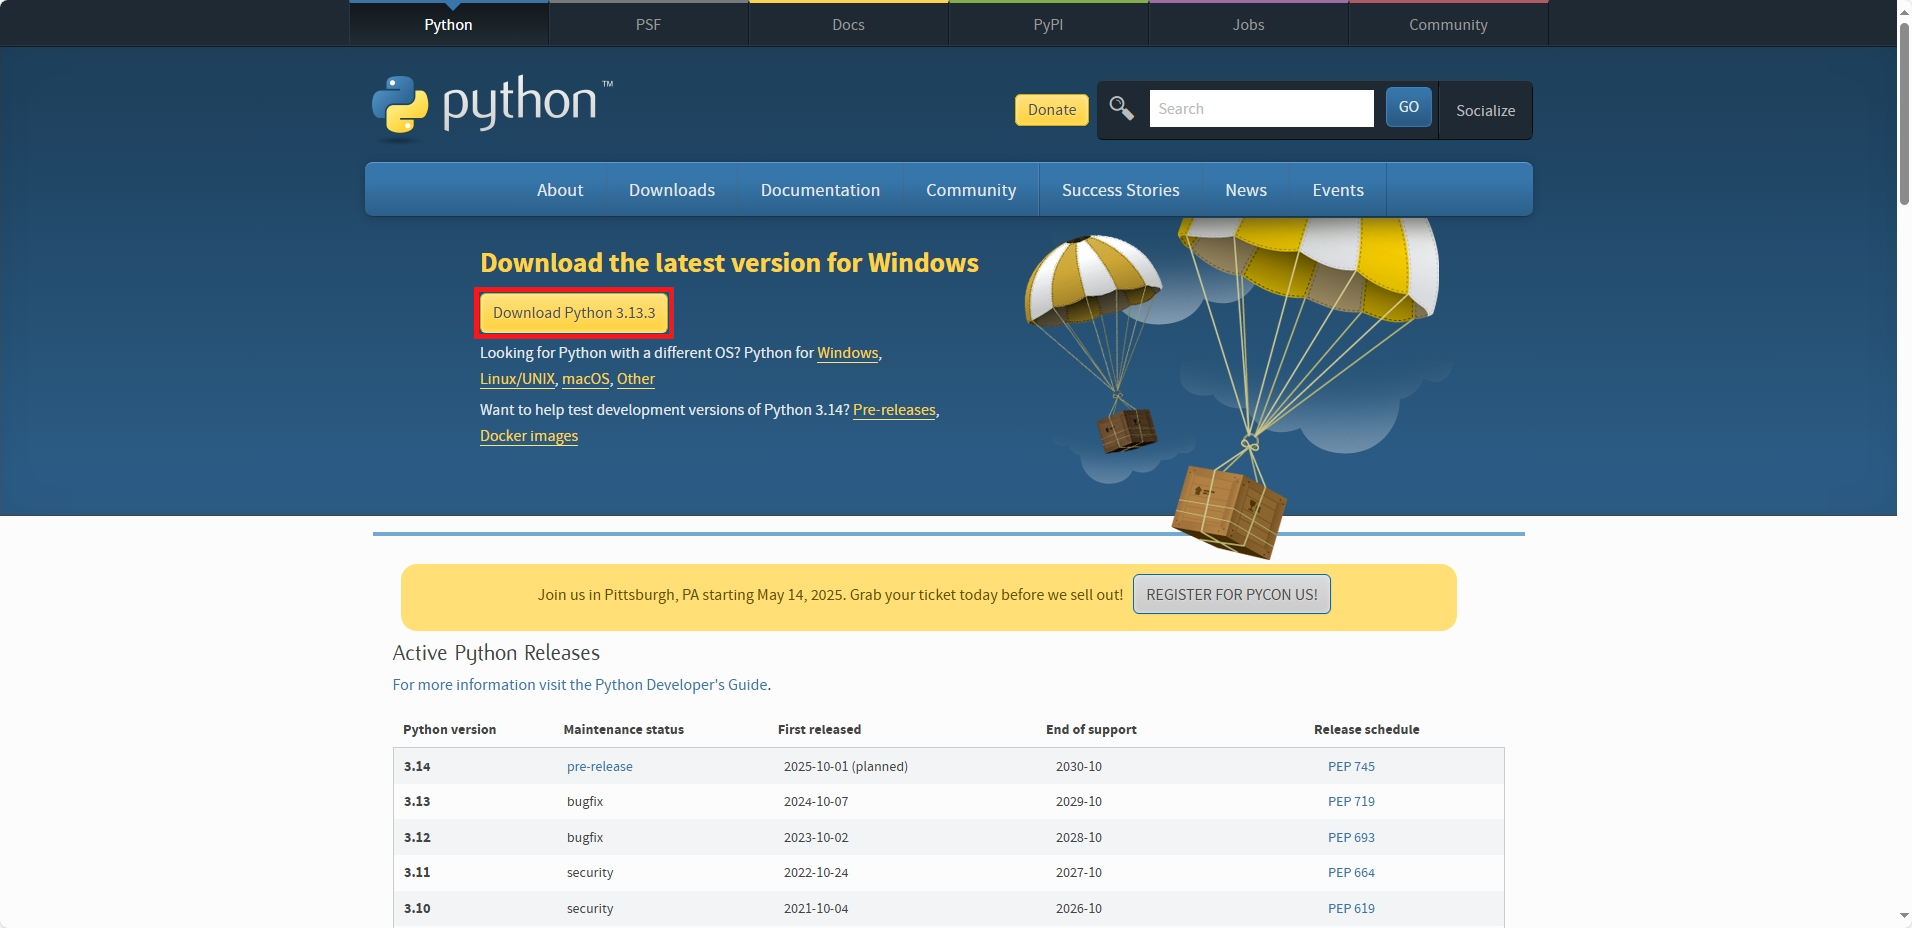 Python PSF Docs PyPI Jobs Community
python™
Donate Search GO Socialize
About Downloads Documentation Community Success Stories News Events
Download the latest version for Windows
Download Python 3.13.3
Looking for Python with a different OS? Python for Windows,
Linux/UNIX, macOS, Other
Want to help test development versions of Python 3.14? Pre-releases,
Docker images
Join us in Pittsburgh, PA starting May 14, 2025. Grab your ticket today before we sell out! REGISTER FOR PYCON US!
Active Python Releases
For more information visit the Python Developer's Guide.
Python version Maintenance status First released End of support Release schedule
3.14 pre-release 2025-10-01 (planned) 2030-10 PEP 745
3.13 bugfix 2024-10-07 2029-10 PEP 719
3.12 bugfix 2023-10-02 2028-10 PEP 693
3.11 security 2022-10-24 2027-10 PEP 664
3.10 security 2021-10-04 2026-10 PEP 619